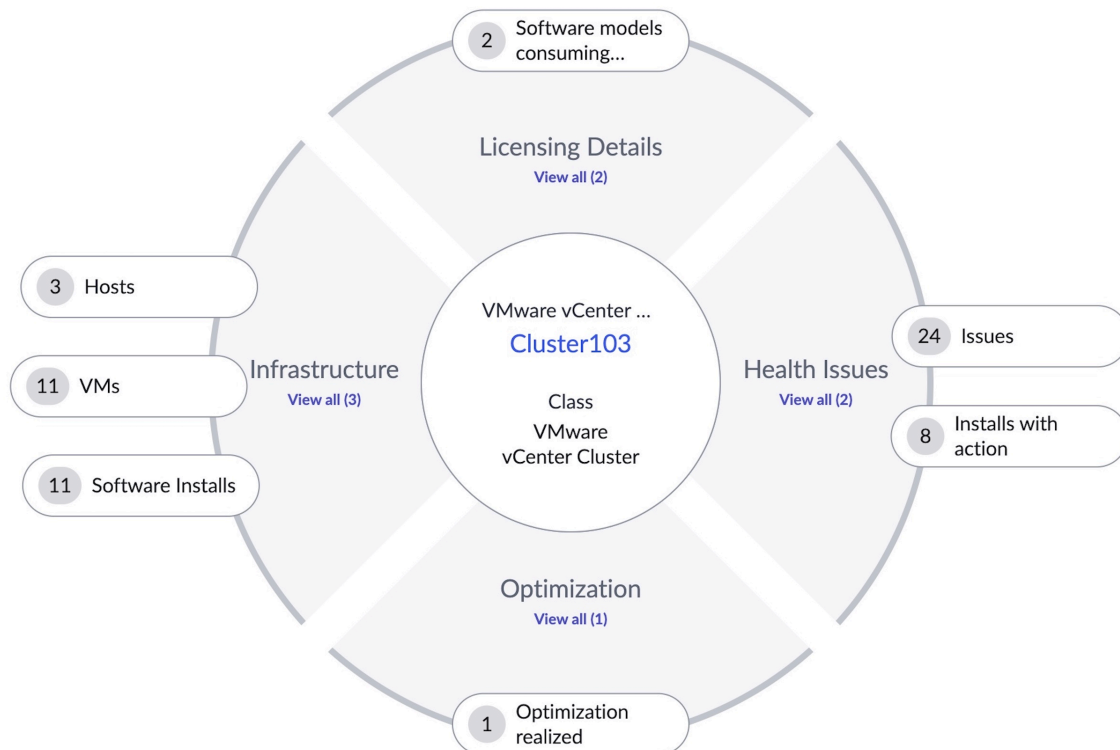 2
Software models
consuming...
Licensing Details
View all (2)
3
Hosts
11
VMs
11
Software Installs
Infrastructure
View all (3)
VMware vCenter ...
Cluster103
Class
VMware
vCenter Cluster
Health Issues
View all (2)
24
Issues
8
Installs with
action
Optimization
View all (1)
1
Optimization
realized